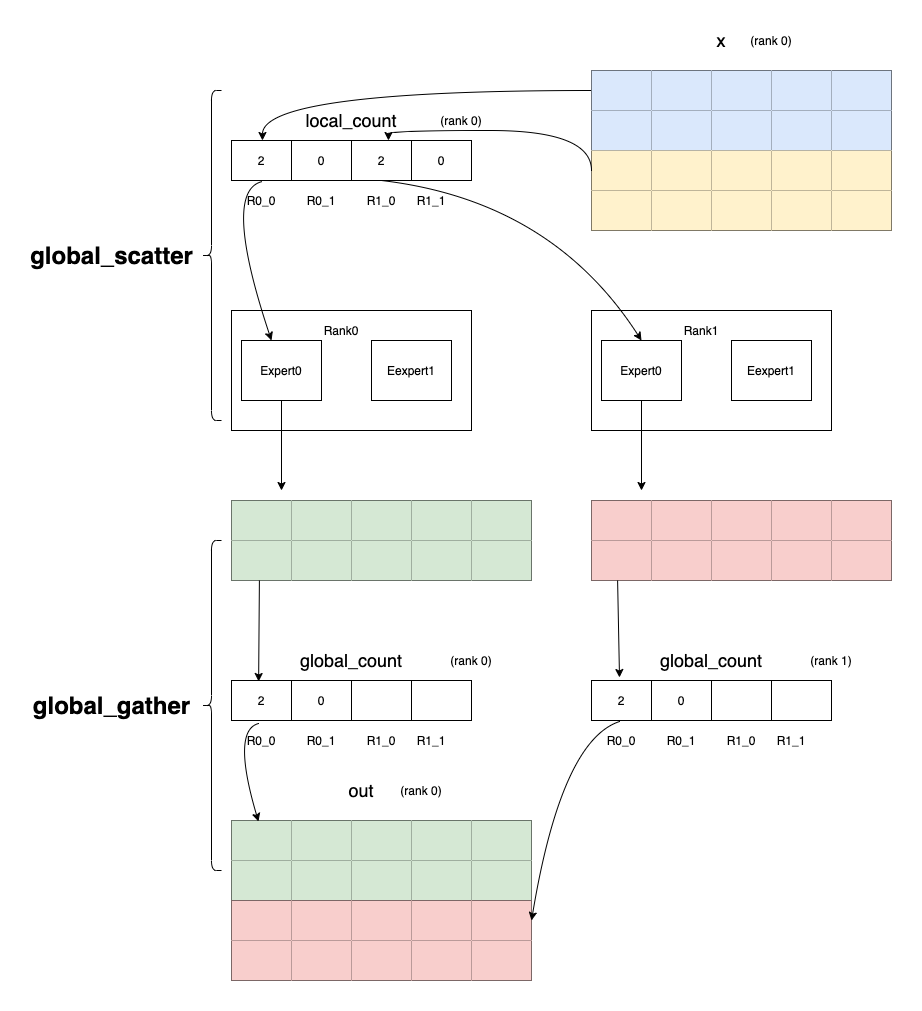 x (rank 0)
local_count (rank 0)
2 0 2 0
R0_0 R0_1 R1_0 R1_1
global_scatter
Rank0 Rank1
Expert0 Eexpert1 Expert0 Eexpert1
global_count (rank 0) global_count (rank 1)
2 0 2 0
global_gather
R0_0 R0_1 R1_0 R1_1 R0_0 R0_1 R1_0 R1_1
out (rank 0)